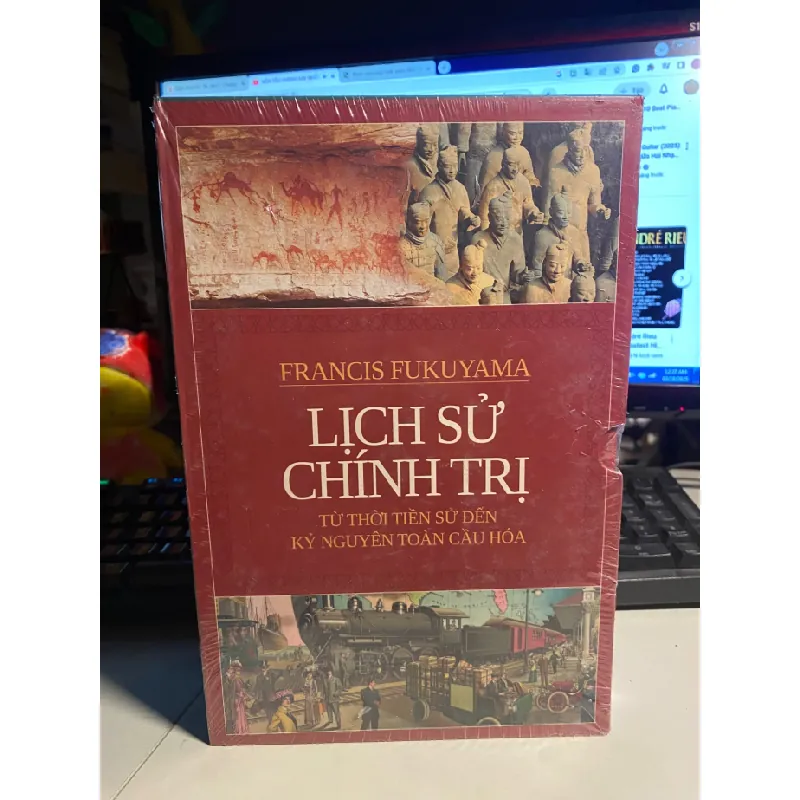 FRANCIS FUKUYAMA
LỊCH SỬ
CHÍNH TRỊ
TỪ THỜI TIỀN SỬ ĐẾN
KỶ NGUYÊN TOÀN CẦU HÓA